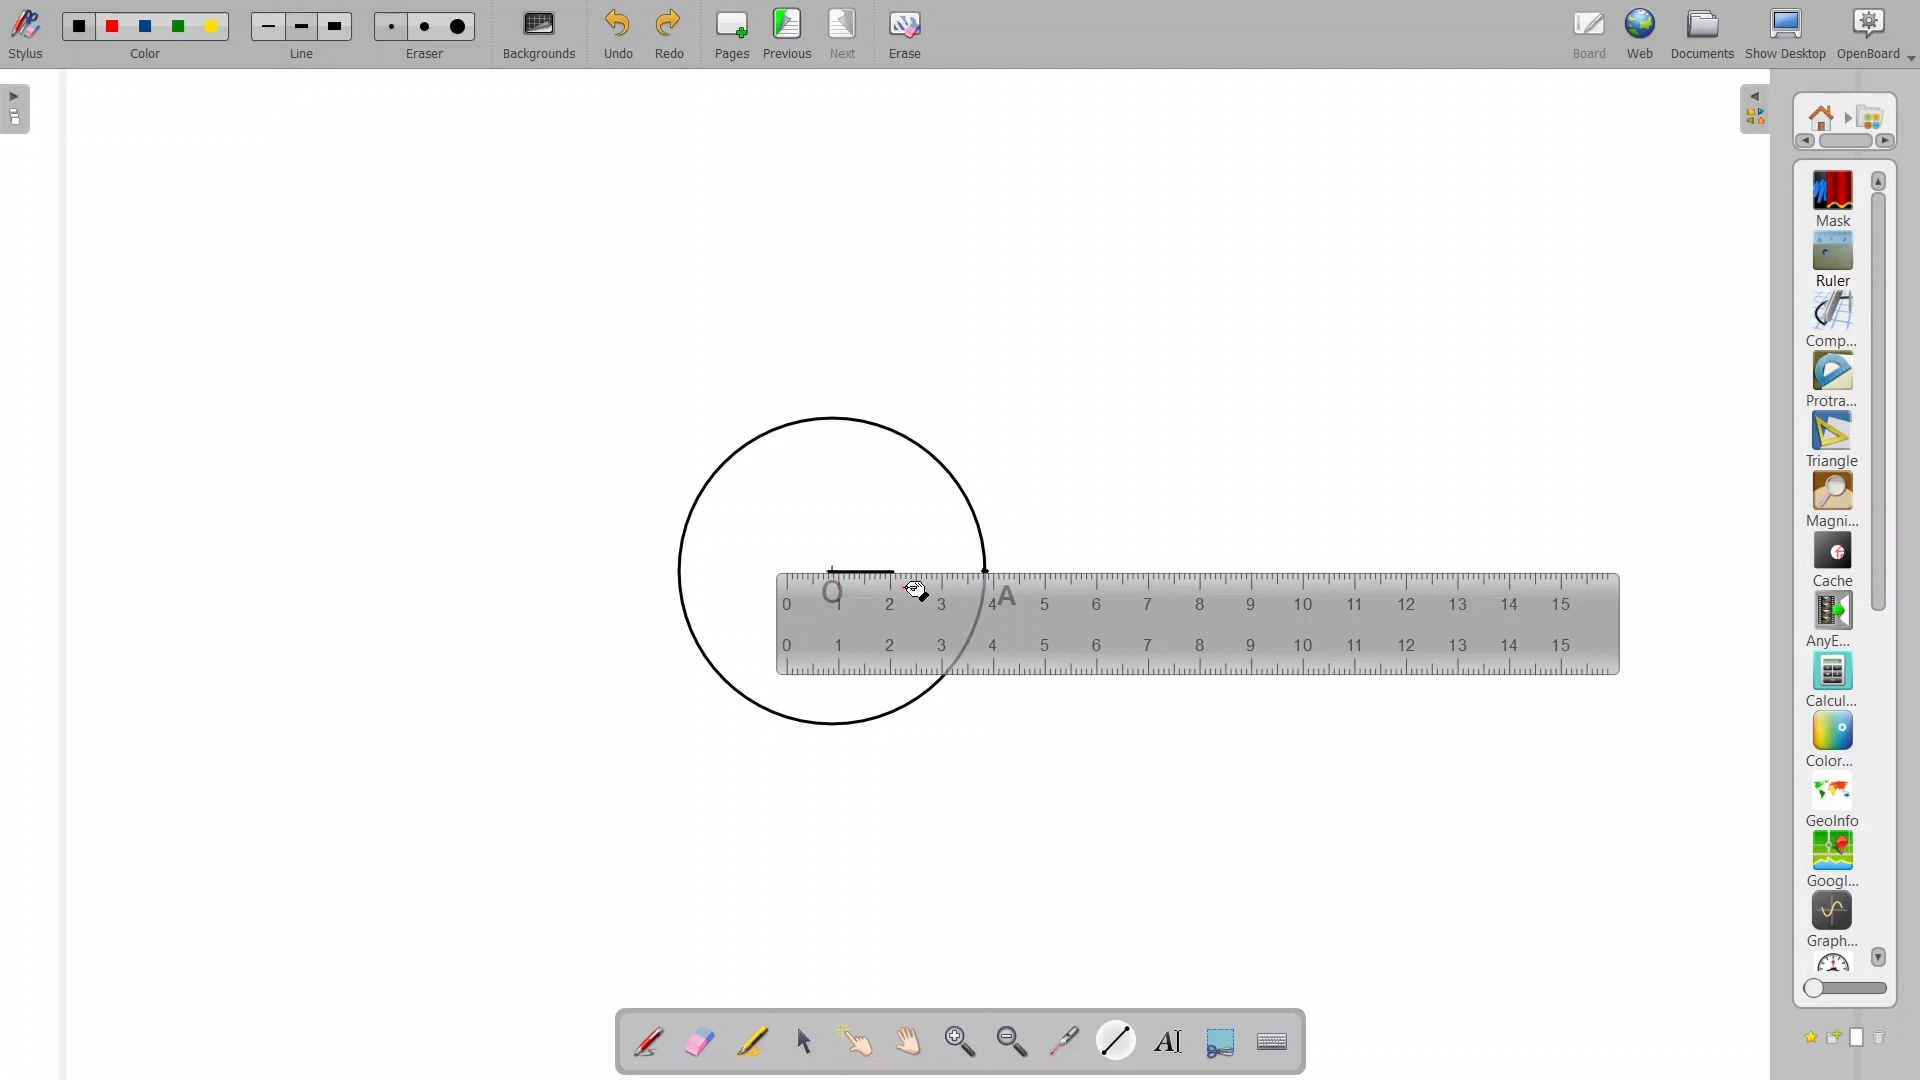 Stylus
Color
Line
Eraser
Backgrounds
Undo
Redo
Pages
Previous
Next
Erase
Board
Web
Documents
Show Desktop
OpenBoard
Mask
Ruler
Comp...
Protra...
Triangle
Magni...
Cache
AnyE...
Calcul...
Color...
GeoInfo
Googl...
Graph...
O
A
0 1 2 3 4 5 6 7 8 9 10 11 12 13 14 15
0 1 2 3 4 5 6 7 8 9 10 11 12 13 14 15
AI